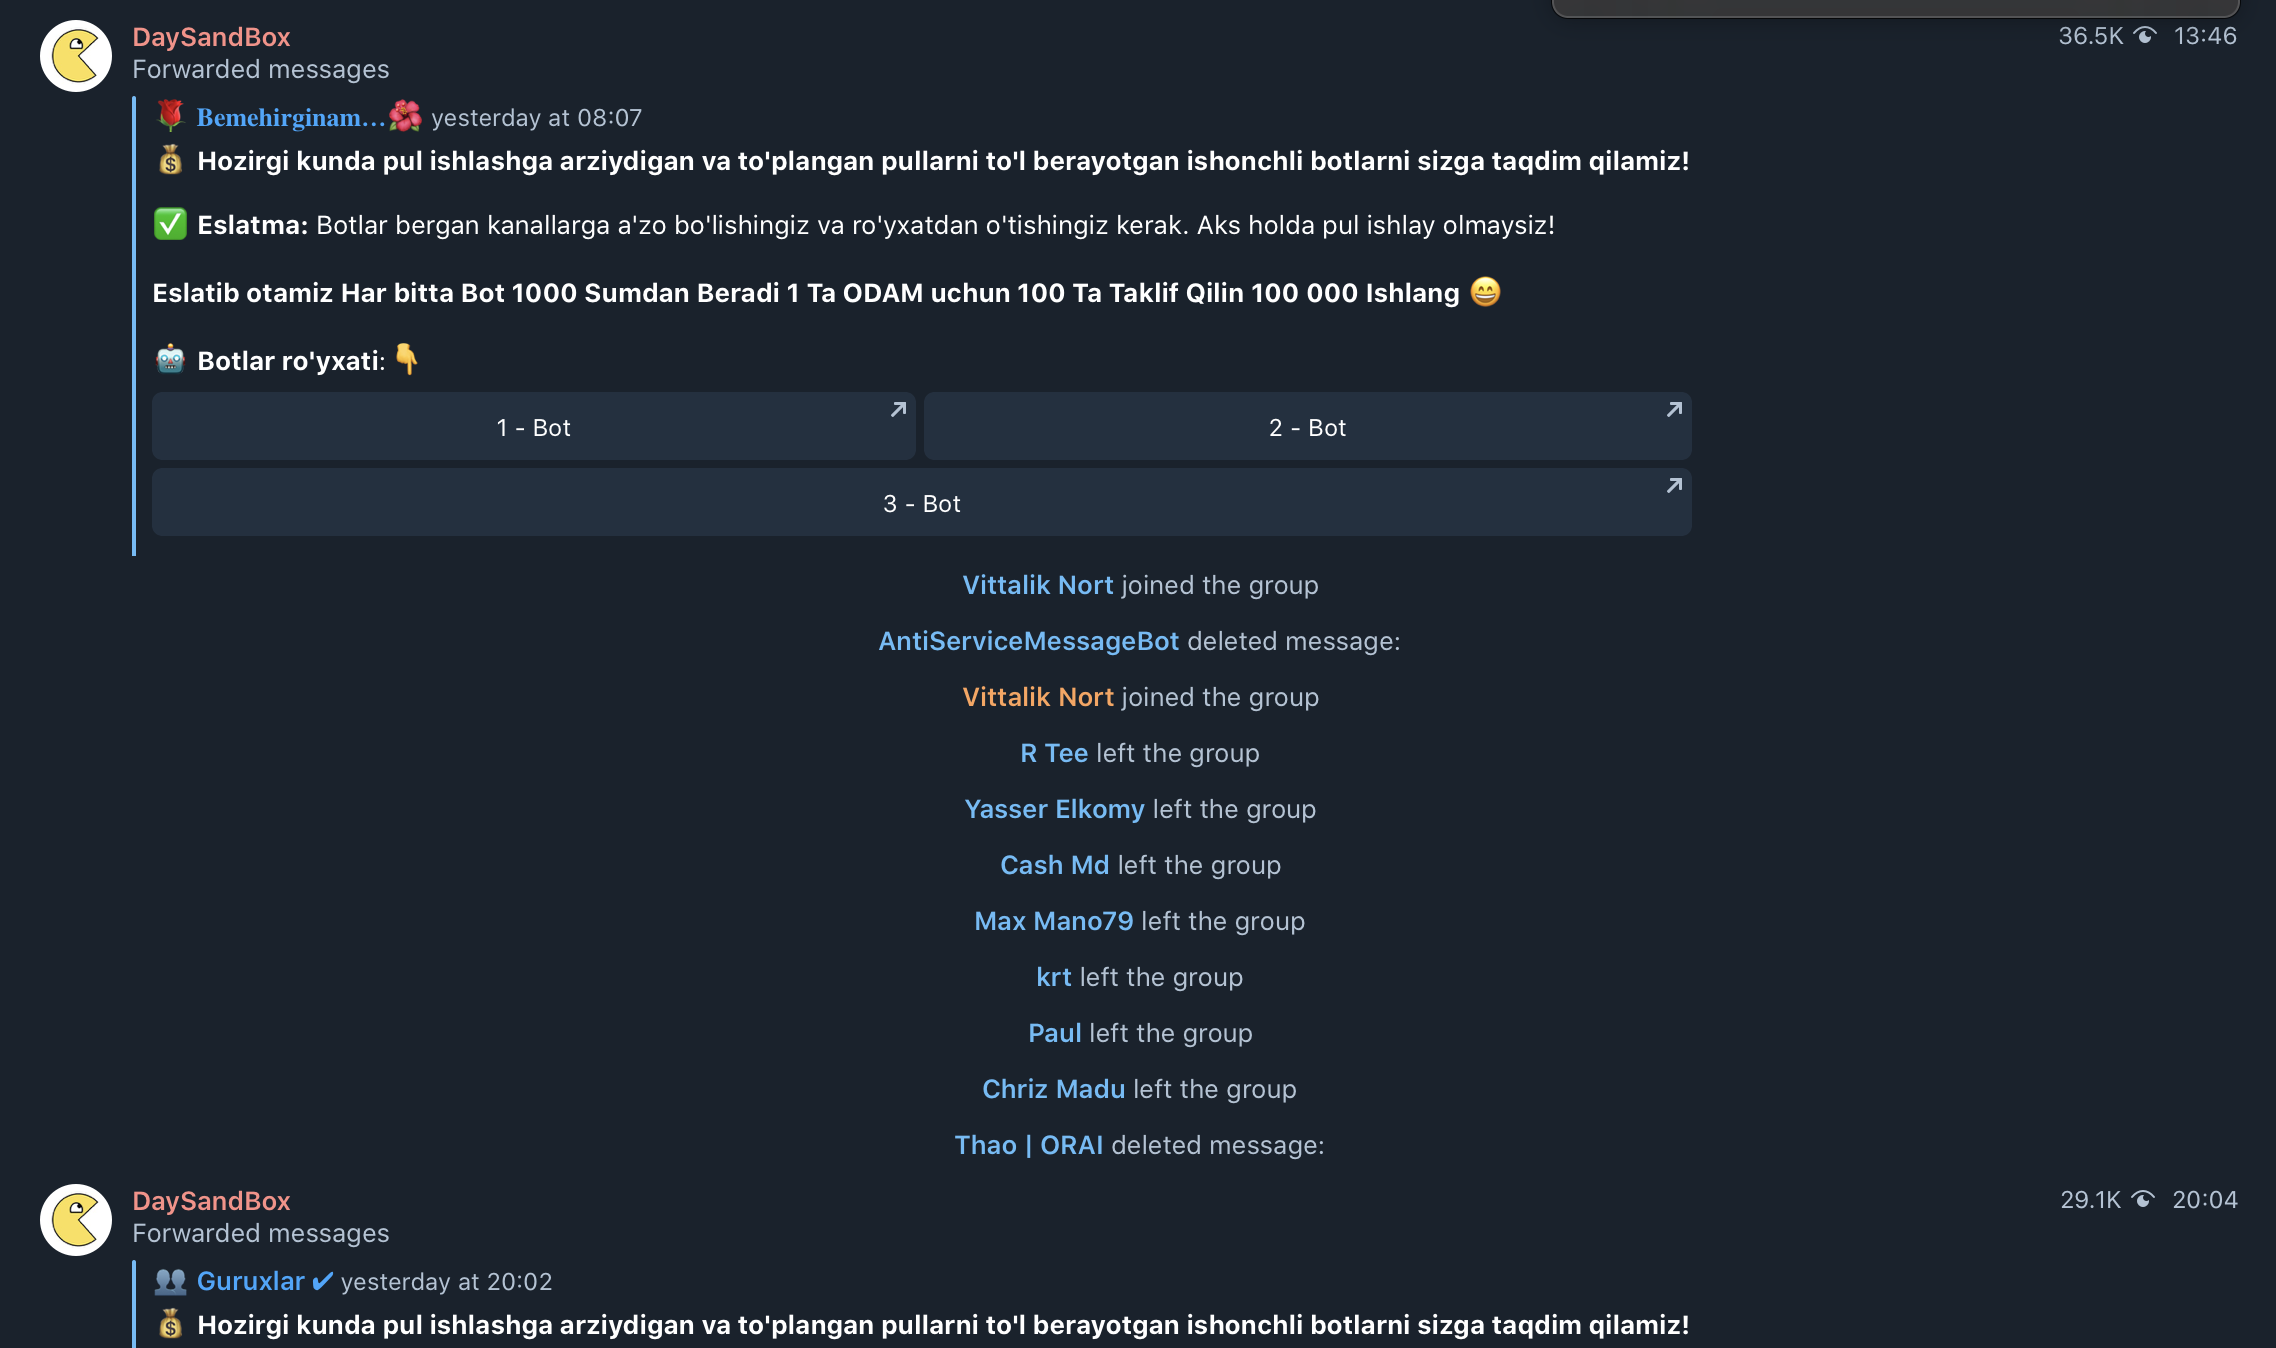 DaySandBox
36.5K 13:46
Forwarded messages
🌹 Bemehirginam...🌺 yesterday at 08:07
💰 Hozirgi kunda pul ishlashga arziydigan va to'plangan pullarni to'l berayotgan ishonchli botlarni sizga taqdim qilamiz!
✅ Eslatma: Botlar bergan kanallarga a'zo bo'lishingiz va ro'yxatdan o'tishingiz kerak. Aks holda pul ishlay olmaysiz!
Eslatib otamiz Har bitta Bot 1000 Sumdan Beradi 1 Ta ODAM uchun 100 Ta Taklif Qilin 100 000 Ishlang 😄
🤖 Botlar ro'yxati: 👇
1 - Bot
2 - Bot
3 - Bot
Vittalik Nort joined the group
AntiServiceMessageBot deleted message:
Vittalik Nort joined the group
R Tee left the group
Yasser Elkomy left the group
Cash Md left the group
Max Mano79 left the group
krt left the group
Paul left the group
Chriz Madu left the group
Thao | ORAI deleted message:
DaySandBox
29.1K 20:04
Forwarded messages
👥 Guruxlar ✔ yesterday at 20:02
💰 Hozirgi kunda pul ishlashga arziydigan va to'plangan pullarni to'l berayotgan ishonchli botlarni sizga taqdim qilamiz!